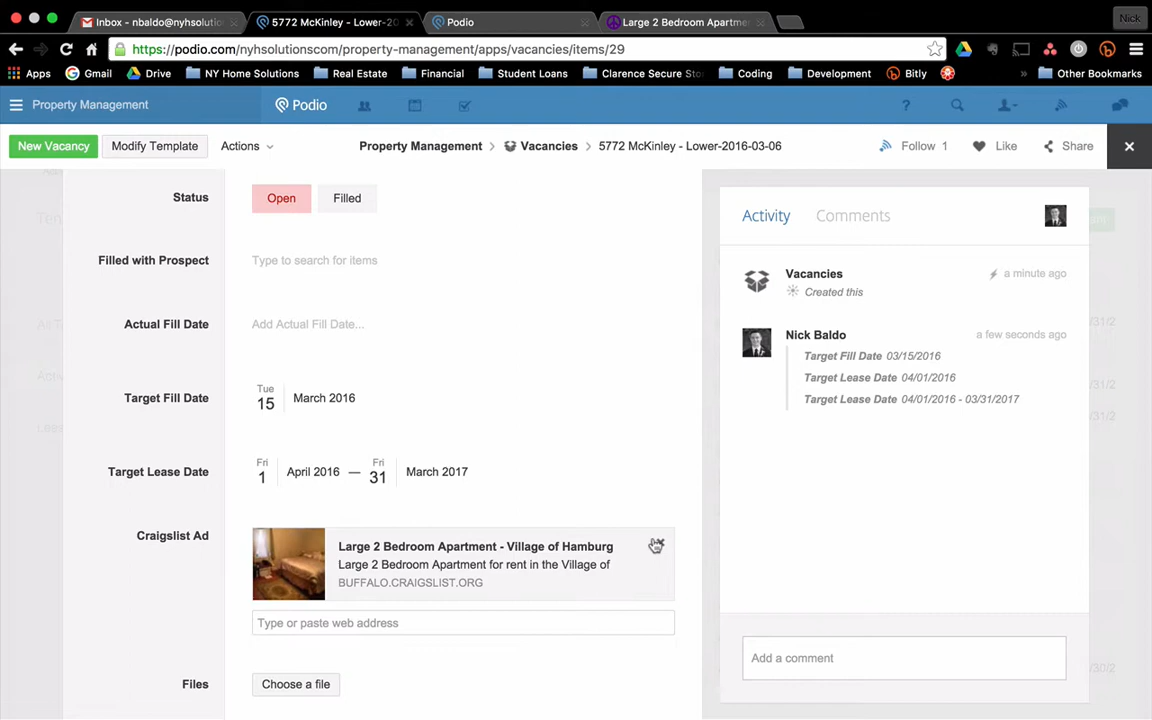 Inbox - nbaldo@nyhsolutio
5772 McKinley - Lower-20
Podio
Large 2 Bedroom Apartme
Nick
https://podio.com/nyhsolutionscom/property-management/apps/vacancies/items/29
Apps
Gmail
Drive
NY Home Solutions
Real Estate
Financial
Student Loans
Clarence Secure Sto
Coding
Development
Bitly
»
Other Bookmarks
Property Management
Podio
?
New Vacancy
Modify Template
Actions
Property Management
Vacancies
5772 McKinley - Lower-2016-03-06
Follow 1
Like
Share
Status
Open
Filled
Filled with Prospect
Type to search for items
Actual Fill Date
Add Actual Fill Date...
Target Fill Date
Tue
15
March 2016
Target Lease Date
Fri
1
April 2016
—
Fri
31
March 2017
Craigslist Ad
Large 2 Bedroom Apartment - Village of Hamburg
Large 2 Bedroom Apartment for rent in the Village of
BUFFALO.CRAIGSLIST.ORG
Type or paste web address
Files
Choose a file
Activity
Comments
Vacancies
a minute ago
Created this
Nick Baldo
a few seconds ago
Target Fill Date 03/15/2016
Target Lease Date 04/01/2016
Target Lease Date 04/01/2016 - 03/31/2017
Add a comment